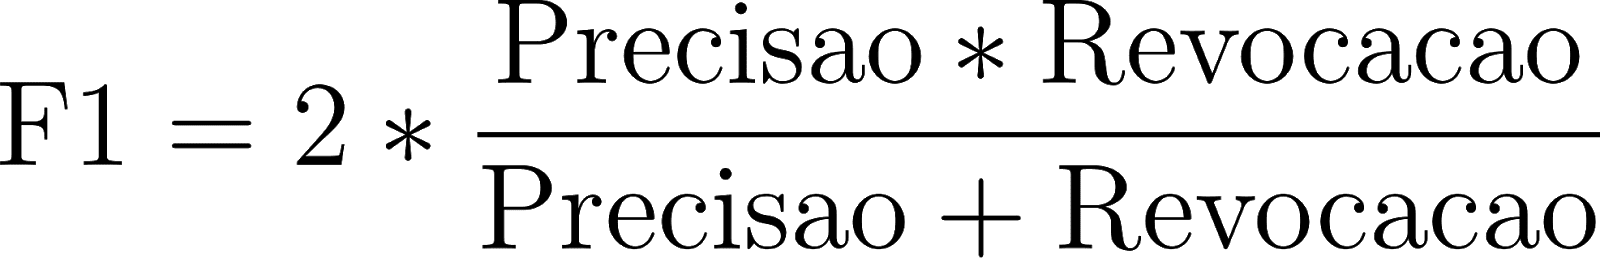 F1 = 2 * Precisao * Revocacao
Precisao + Revocacao